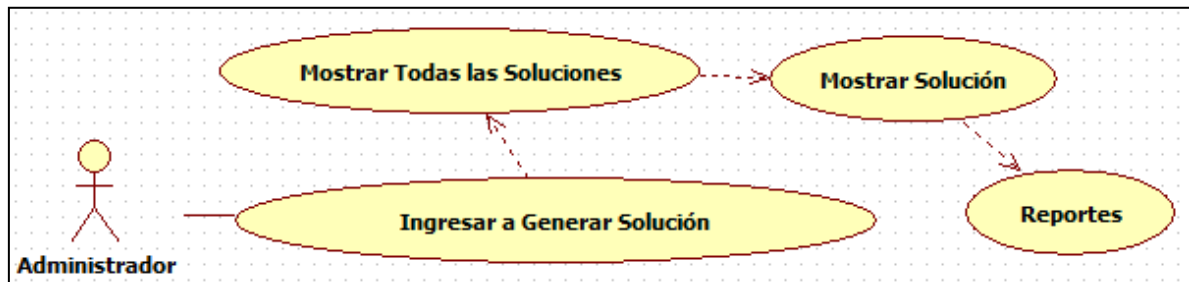 Mostrar Todas las Soluciones
Mostrar Solución
Ingresar a Generar Solución
Reportes
Administrador